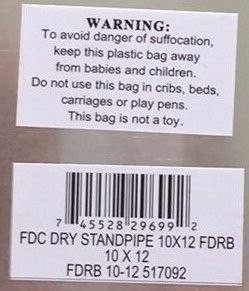 WARNING:
To avoid danger of suffocation,
keep this plastic bag away
from babies and children.
Do not use this bag in cribs, beds,
carriages or play pens.
This bag is not a toy.
7 45528 29699 2
FDC DRY STANDPIPE 10X12 FDRB
10 X 12
FDRB 10-12 517092